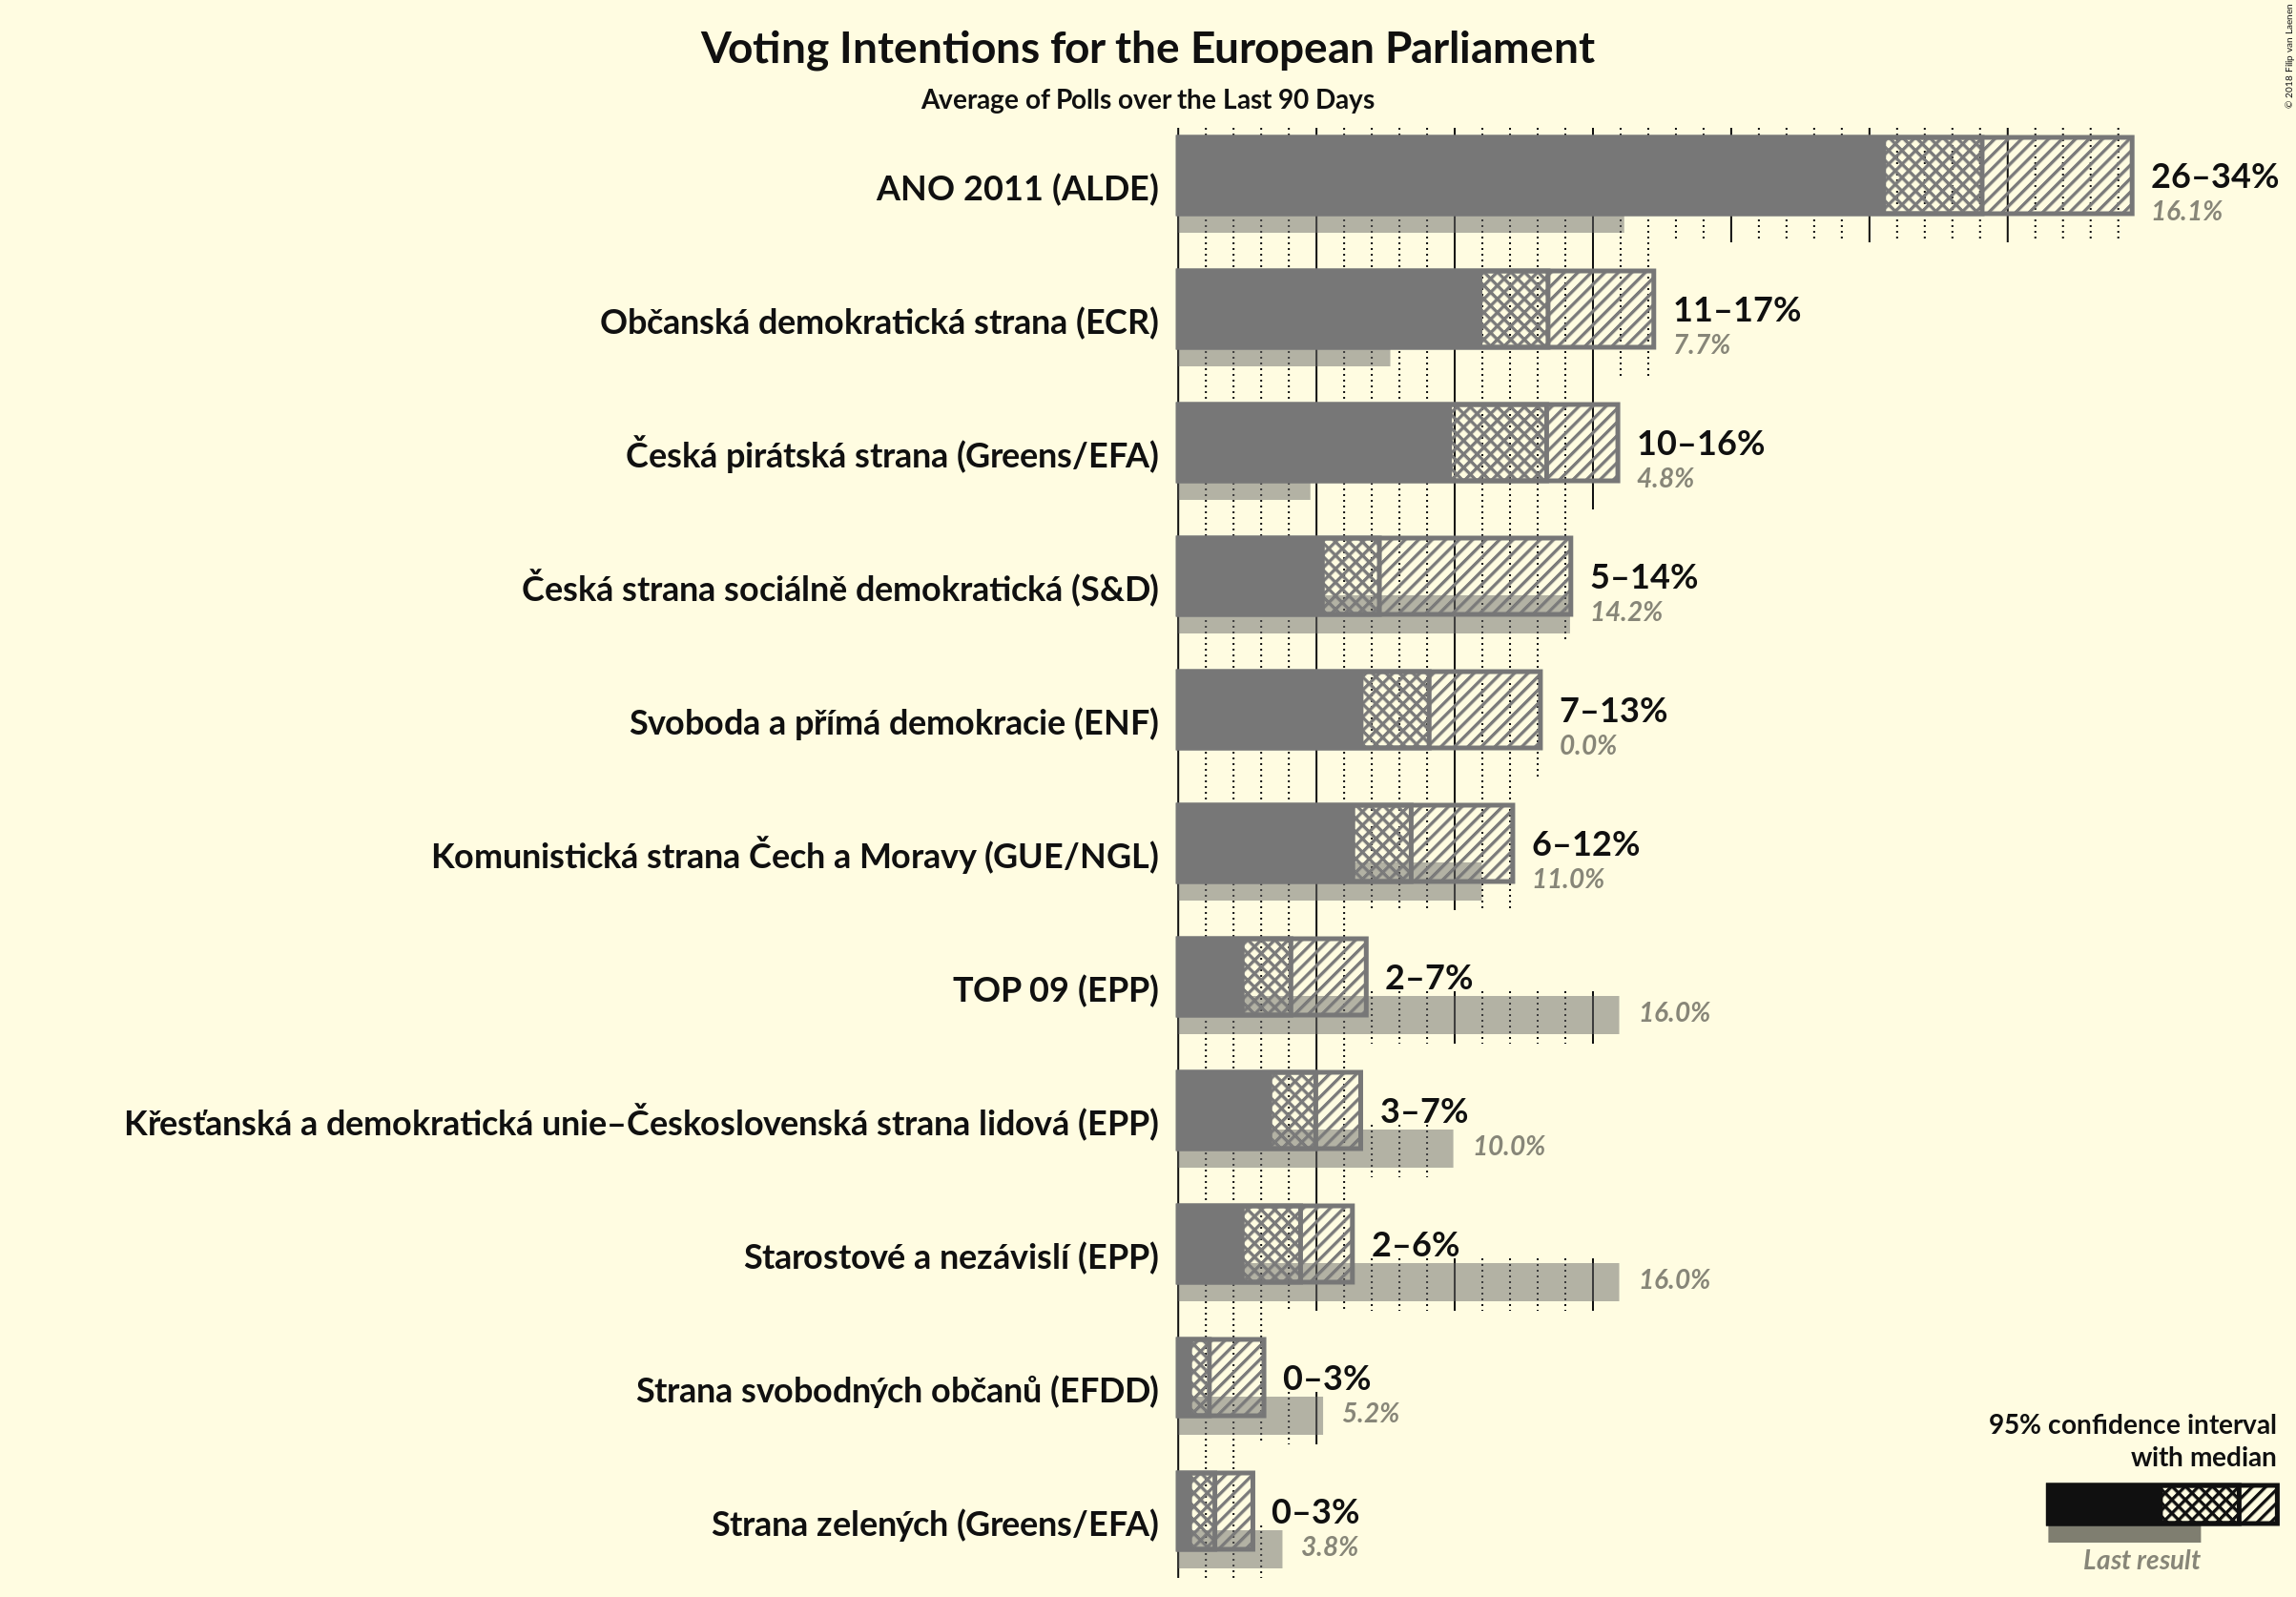 Voting Intentions for the European Parliament
Average of Polls over the Last 90 Days
© 2018 Filip van Laenen
ANO 2011 (ALDE)
26–34%
16.1%
Občanská demokratická strana (ECR)
11–17%
7.7%
Česká pirátská strana (Greens/EFA)
10–16%
4.8%
Česká strana sociálně demokratická (S&D)
5–14%
14.2%
Svoboda a přímá demokracie (ENF)
7–13%
0.0%
Komunistická strana Čech a Moravy (GUE/NGL)
6–12%
11.0%
TOP 09 (EPP)
2–7%
16.0%
Křesťanská a demokratická unie–Československá strana lidová (EPP)
3–7%
10.0%
Starostové a nezávislí (EPP)
2–6%
16.0%
Strana svobodných občanů (EFDD)
0–3%
5.2%
Strana zelených (Greens/EFA)
0–3%
3.8%
95% confidence interval
with median
Last result